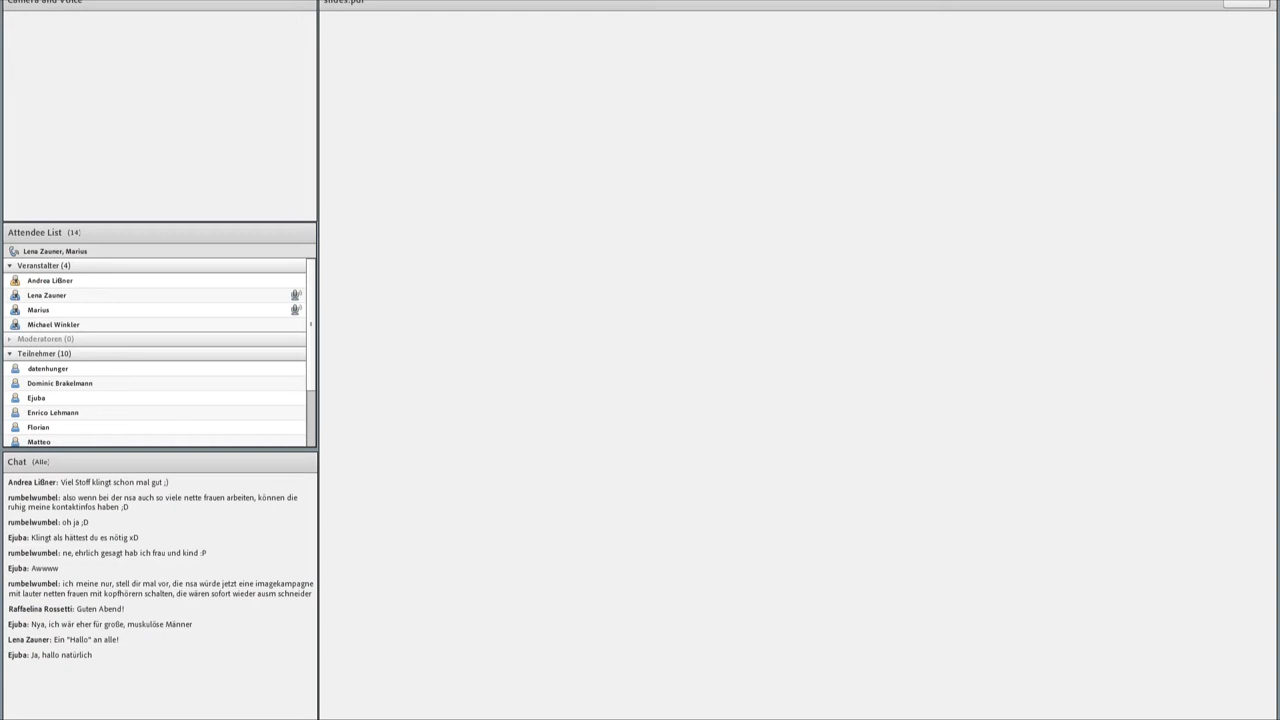 Camera and Voice
slides.pdf
Attendee List (14)
Lena Zauner, Marius
Veranstalter (4)
Andrea Lißner
Lena Zauner
Marius
Michael Winkler
Moderatoren (0)
Teilnehmer (10)
datenhunger
Dominic Brakelmann
Ejuba
Enrico Lehmann
Florian
Matteo
Chat (Alle)
Andrea Lißner: Viel Stoff klingt schon mal gut ;)
rumbelwumbel: also wenn bei der nsa auch so viele nette frauen arbeiten, können die
ruhig meine kontaktinfos haben ;D
rumbelwumbel: oh ja ;D
Ejuba: Klingt als hättest du es nötig xD
rumbelwumbel: ne, ehrlich gesagt hab ich frau und kind :P
Ejuba: Awwww
rumbelwumbel: ich meine nur, stell dir mal vor, die nsa würde jetzt eine imagekampagne
mit lauter netten frauen mit kopfhörern schalten, die wären sofort wieder ausm schneider
Raffaelina Rossetti: Guten Abend!
Ejuba: Nya, ich wär eher für große, muskulöse Männer
Lena Zauner: Ein "Hallo" an alle!
Ejuba: Ja, hallo natürlich